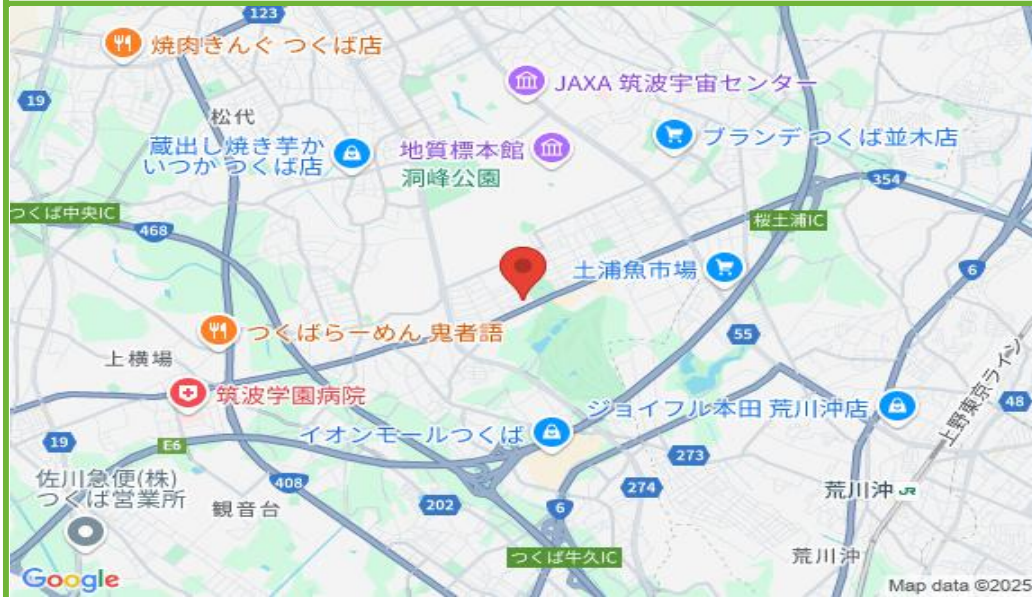 123
焼肉きんぐ つくば店
JAXA 筑波宇宙センター
19
松代
ブランデ つくば並木店
蔵出し焼き芋か
いつか つくば店
地質標本館
洞峰公園
354
つくば中央IC
468
桜土浦IC
土浦魚市場
6
つくばらーめん 鬼者語
55
上横場
筑波学園病院
ジョイフル本田 荒川沖店
上野東京ライン
48
イオンモールつくば
19
E6
273
佐川急便(株)
つくば営業所
408
274
荒川沖 JR
202
観音台
6
つくば牛久IC
荒川沖
Google
Map data ©2025